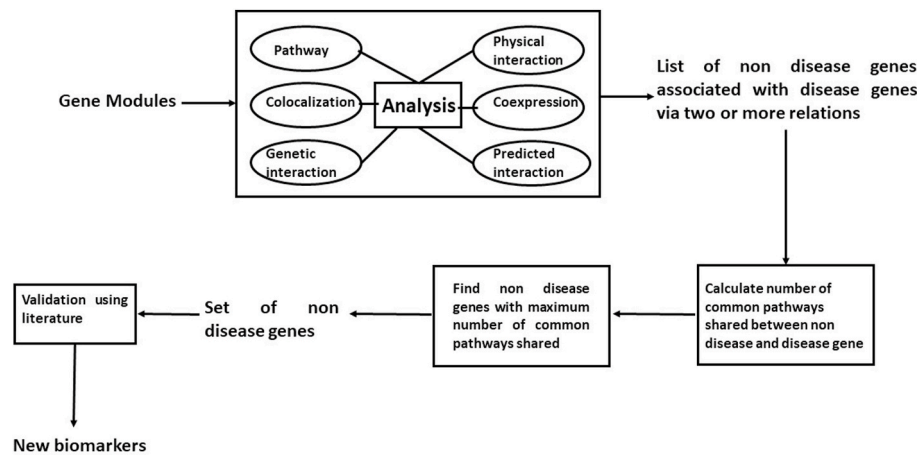 Gene Modules
Pathway
Physical
interaction
Colocalization
Analysis
Coexpression
Genetic
interaction
Predicted
interaction
List of non disease genes
associated with disease genes
via two or more relations
Calculate number of
common pathways
shared between non
disease and disease gene
Find non disease
genes with maximum
number of common
pathways shared
Set of non
disease genes
Validation using
literature
New biomarkers